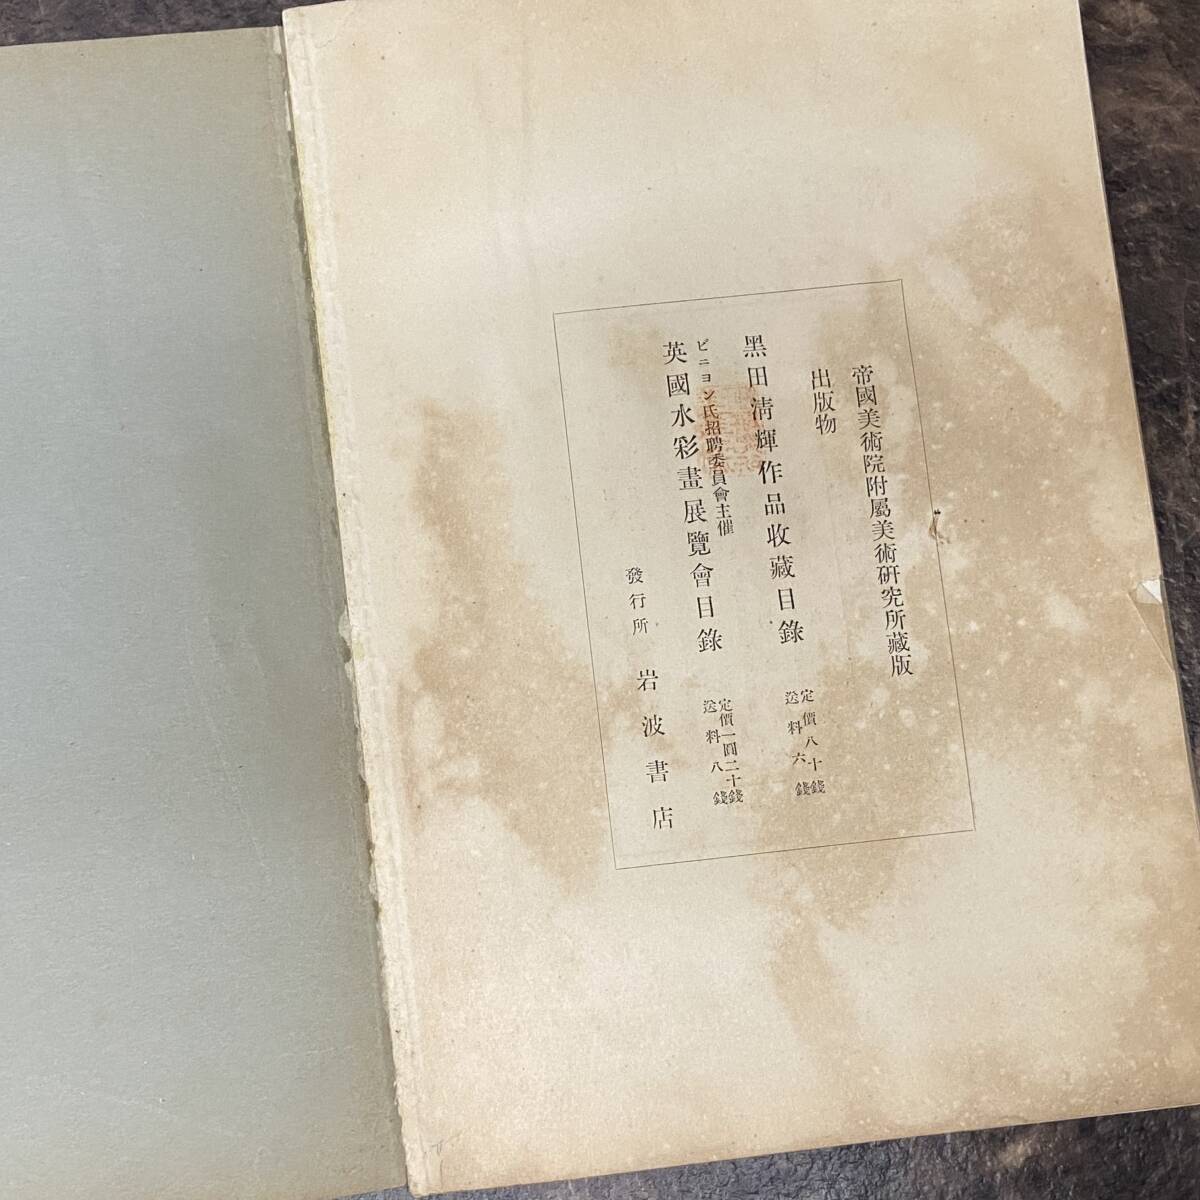 帝國美術院附屬美術硏究所藏版
出版物
黑田淸輝作品收藏目錄
定價八十錢
送料六錢
ビニヨン氏招聘委員會主催
英國水彩畫展覽會目錄
定價一圓二十錢
送料八錢
發行所 岩波書店